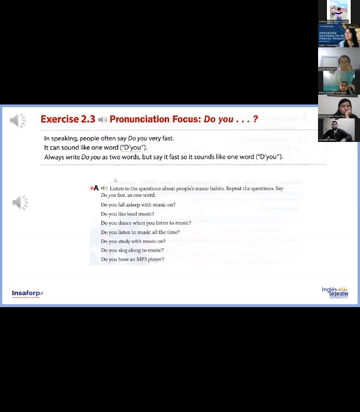 Exercise 2.3 Pronunciation Focus: Do you . . . ?
In speaking, people often say Do you very fast.
It can sound like one word ("D'you").
Always write Do you as two words, but say it fast so it sounds like one word ("D'you").
A Listen to the questions about people's music habits. Repeat the questions. Say
Do you fast, as one word.
Do you fall asleep with music on?
Do you like loud music?
Do you dance when you listen to music?
Do you listen to music all the time?
Do you study with music on?
Do you sing along to music?
Do you have an MP3 player?
Insaforp
Inglés